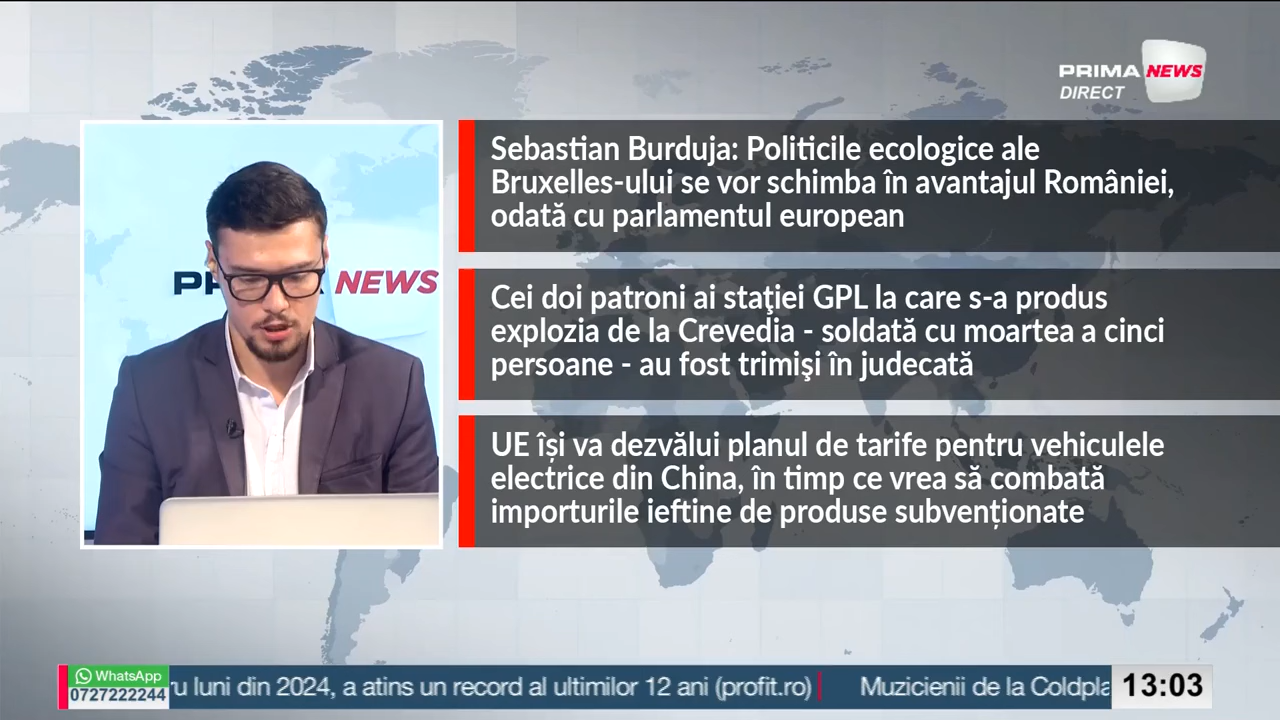 PRIMA NEWS
DIRECT
Sebastian Burduja: Politicile ecologice ale
Bruxelles-ului se vor schimba în avantajul României,
odată cu parlamentul european
NEWS
Cei doi patroni ai staţiei GPL la care s-a produs
explozia de la Crevedia - soldată cu moartea a cinci
persoane - au fost trimişi în judecată
UE își va dezvălui planul de tarife pentru vehiculele
electrice din China, în timp ce vrea să combată
importurile ieftine de produse subvenționate
WhatsApp
0727222244
luni din 2024, a atins un record al ultimilor 12 ani (profit.ro) Muzicienii de la
13:03